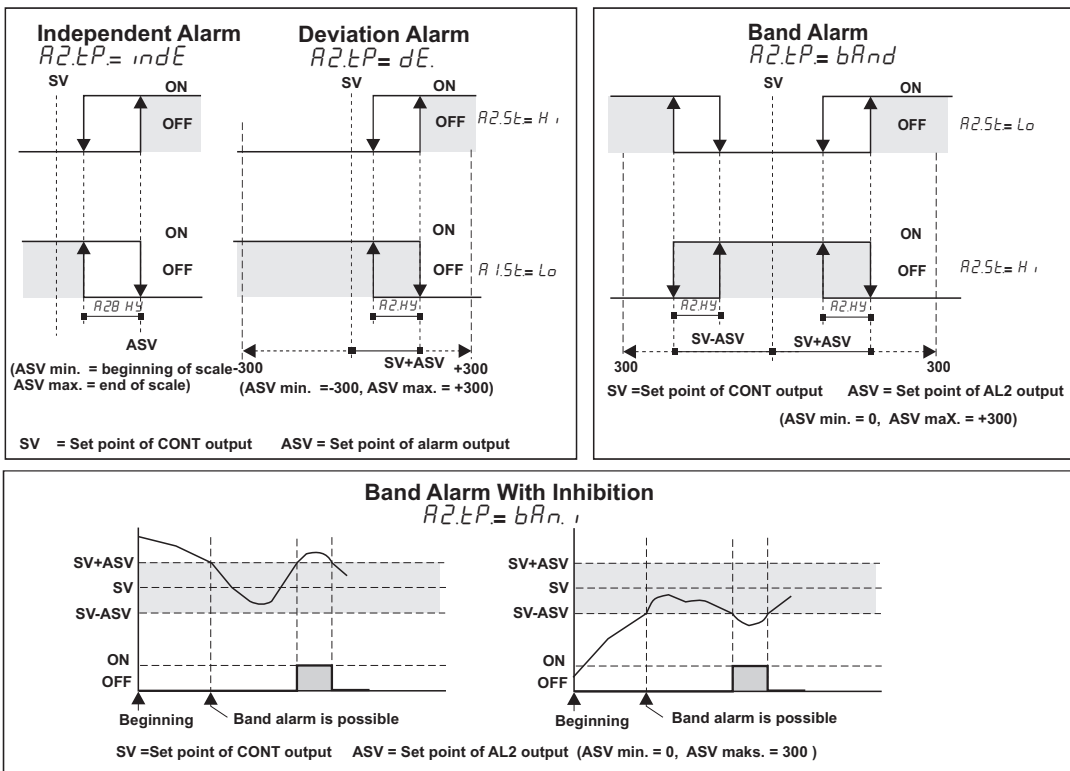 Independent Alarm
A2.tP.= indE
SV
ON
OFF
ON
OFF
A2B HY
ASV
(ASV min. = beginning of scale
ASV max. = end of scale)
Deviation Alarm
A2.tP.= dE.
SV
ON
OFF
A2.St.= Hi
ON
OFF
A1.St.= Lo
A2.HY
SV+ASV
-300
+300
(ASV min. =-300, ASV max. = +300)
SV = Set point of CONT output ASV = Set point of alarm output
Band Alarm
A2.tP.= bAnd
SV
ON
OFF
A2.St.= Lo
ON
OFF
A2.St.= Hi
A2.HY
A2.HY
SV-ASV
SV+ASV
300
300
SV =Set point of CONT output ASV = Set point of AL2 output
(ASV min. = 0, ASV maX. = +300)
Band Alarm With Inhibition
A2.tP.= bAn.i
SV+ASV
SV
SV-ASV
ON
OFF
Beginning
Band alarm is possible
SV+ASV
SV
SV-ASV
ON
OFF
Beginning
Band alarm is possible
SV =Set point of CONT output ASV = Set point of AL2 output (ASV min. = 0, ASV maks. = 300 )